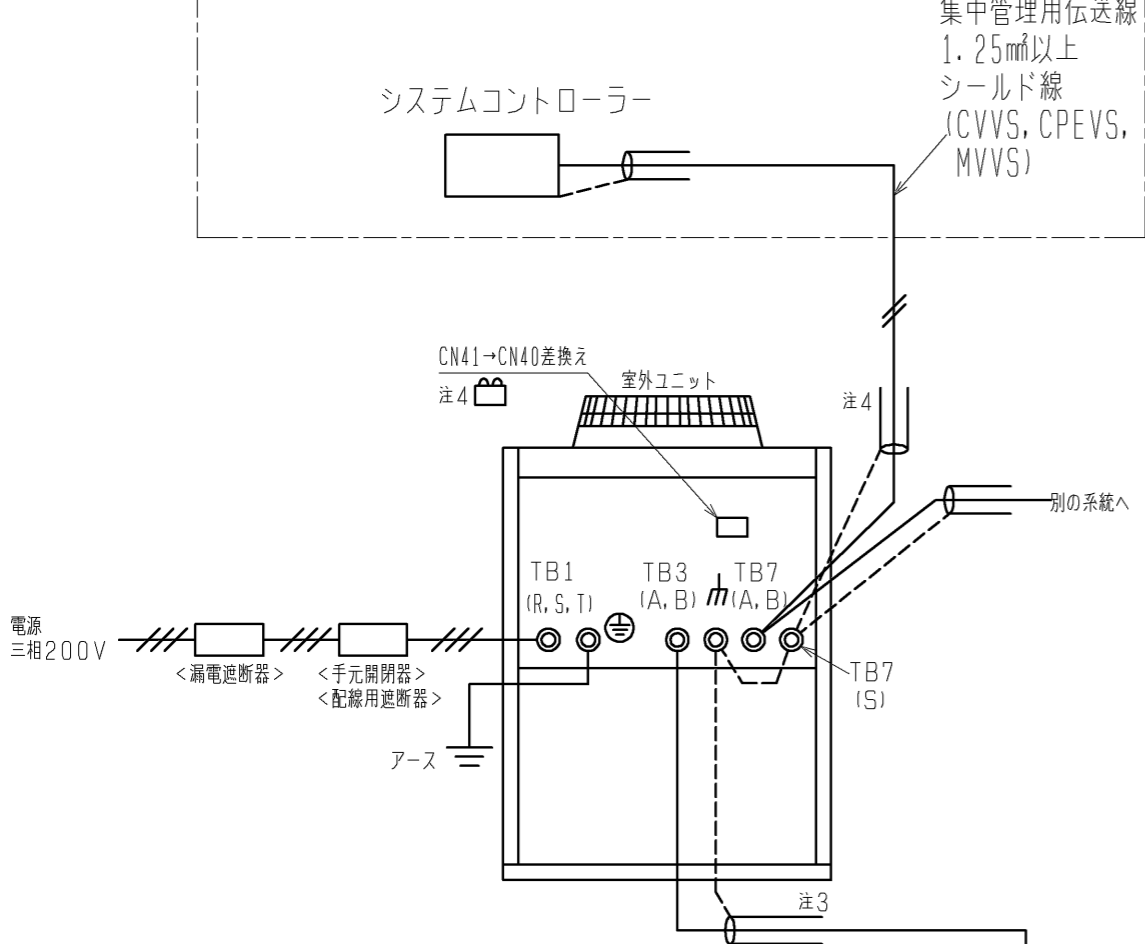 集中管理用伝送線
1.25㎟以上
シールド線
(CVVS, CPEVS,
MVVS)
システムコントローラー
CN41→CN40差換え
注4
室外ユニット
注4
別の系統へ
TB1
(R, S, T)
TB3
(A, B)
TB7
(A, B)
電源
三相200V
<漏電遮断器>
<手元開閉器>
<配線用遮断器>
TB7
(S)
アース
注3